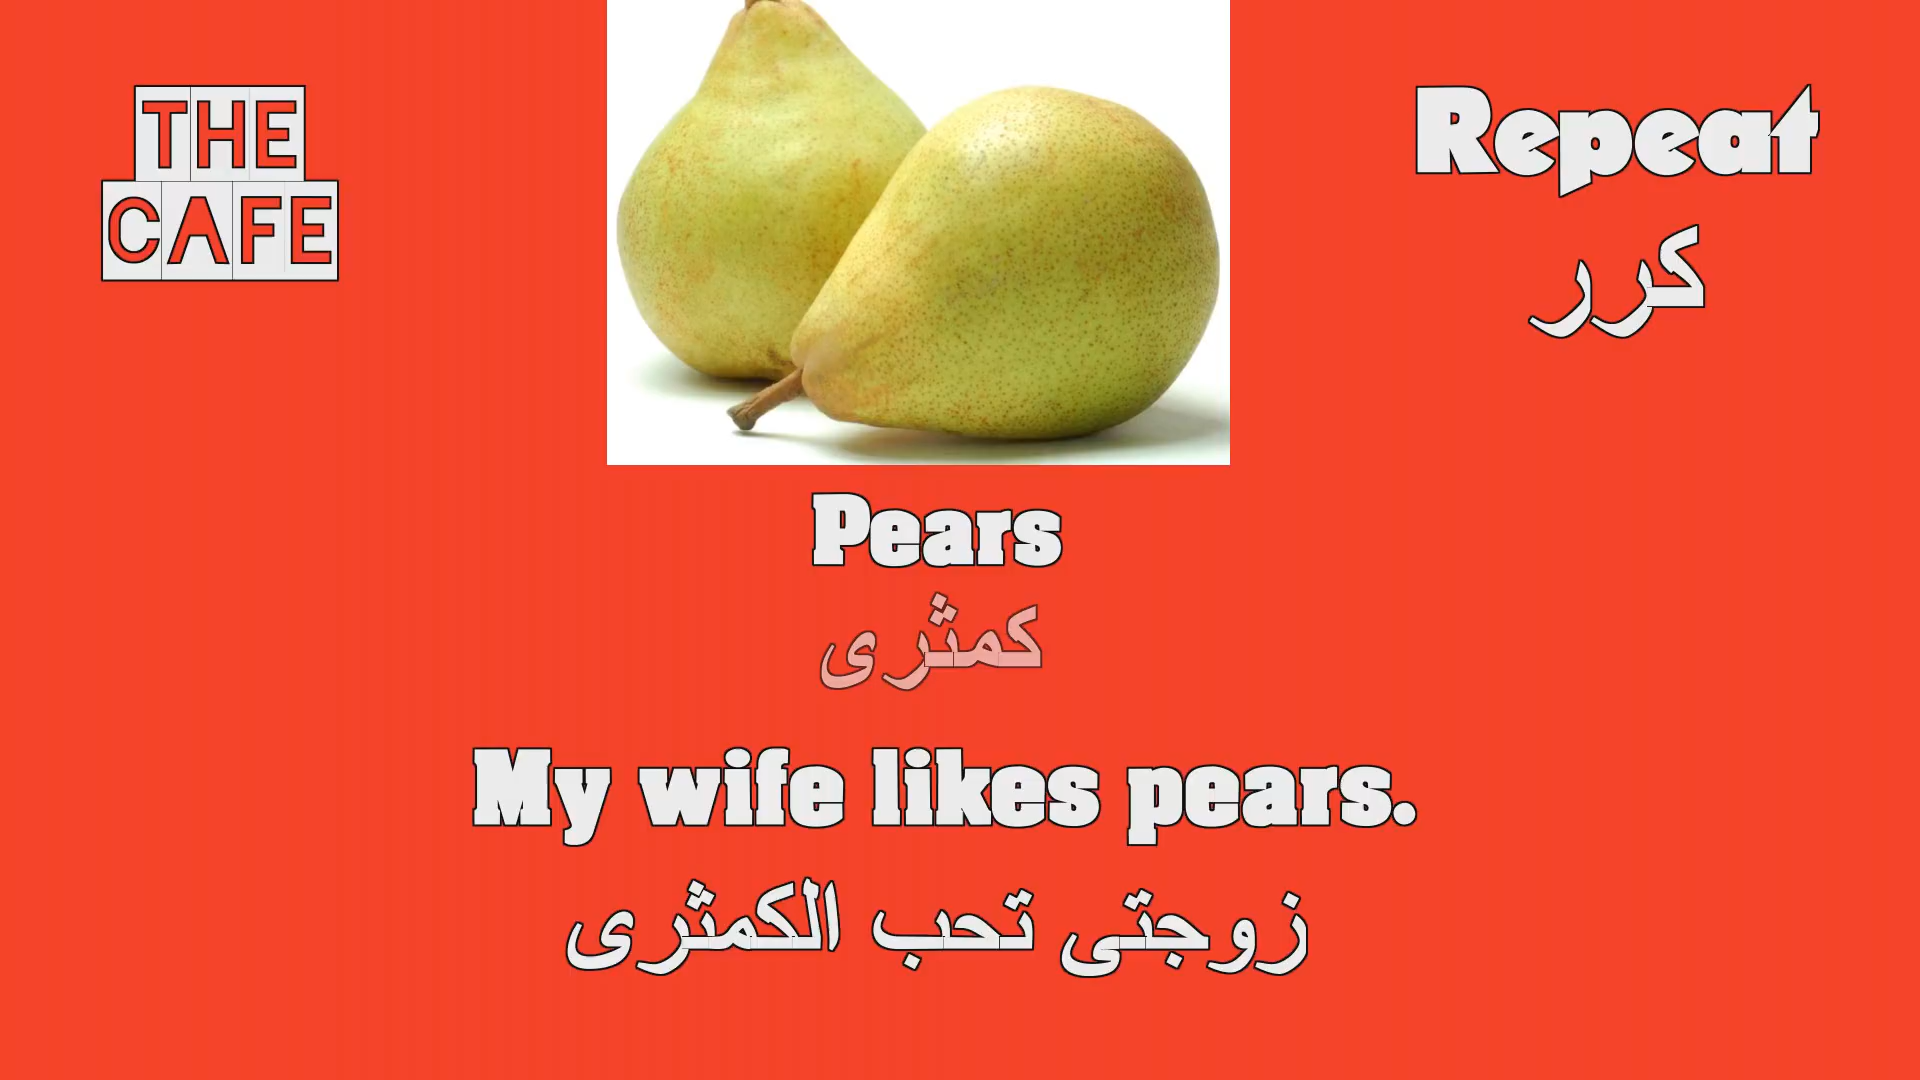 THE
CAFE
Repeat
كرر
Pears
كمثرى
My wife likes pears.
زوجتى تحب الكمثرى